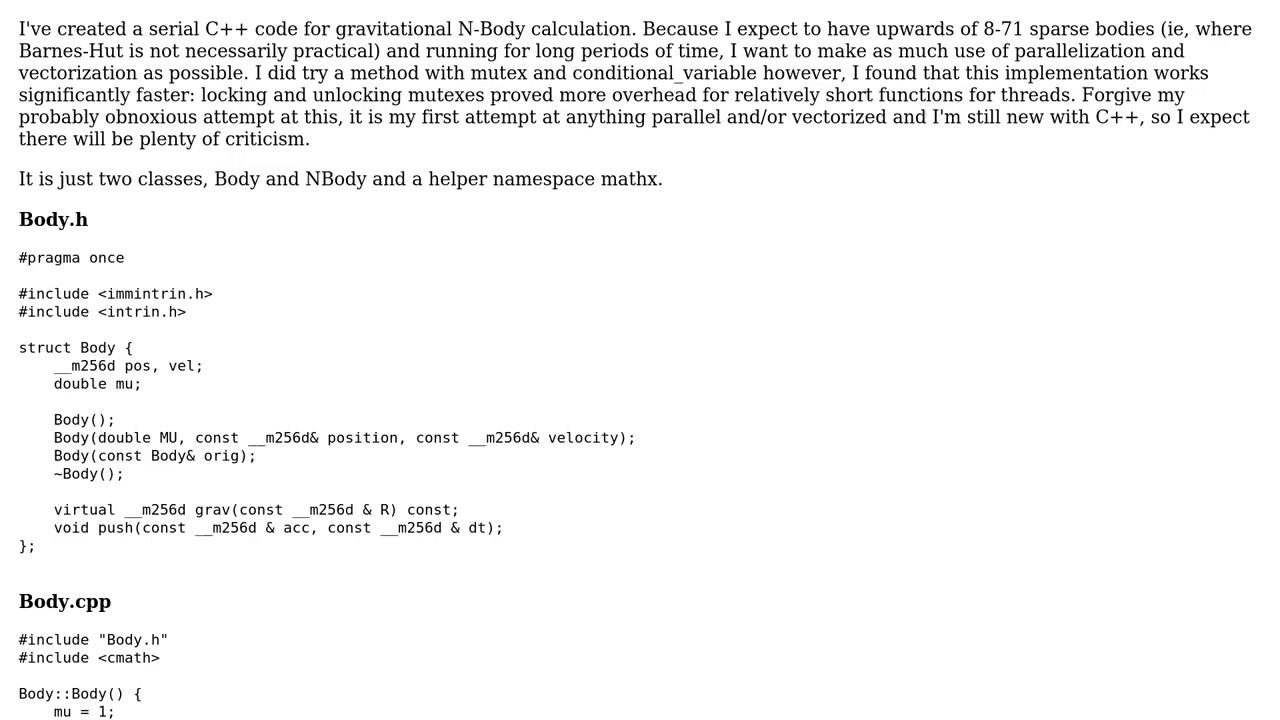 I've created a serial C++ code for gravitational N-Body calculation. Because I expect to have upwards of 8-71 sparse bodies (ie, where
Barnes-Hut is not necessarily practical) and running for long periods of time, I want to make as much use of parallelization and
vectorization as possible. I did try a method with mutex and conditional_variable however, I found that this implementation works
significantly faster: locking and unlocking mutexes proved more overhead for relatively short functions for threads. Forgive my
probably obnoxious attempt at this, it is my first attempt at anything parallel and/or vectorized and I'm still new with C++, so I expect
there will be plenty of criticism.
It is just two classes, Body and NBody and a helper namespace mathx.
Body.h
#pragma once
#include <immintrin.h>
#include <intrin.h>
struct Body {
    __m256d pos, vel;
    double mu;
    Body();
    Body(double MU, const __m256d& position, const __m256d& velocity);
    Body(const Body& orig);
    ~Body();
    virtual __m256d grav(const __m256d & R) const;
    void push(const __m256d & acc, const __m256d & dt);
};
Body.cpp
#include "Body.h"
#include <cmath>
Body::Body() {
    mu = 1;